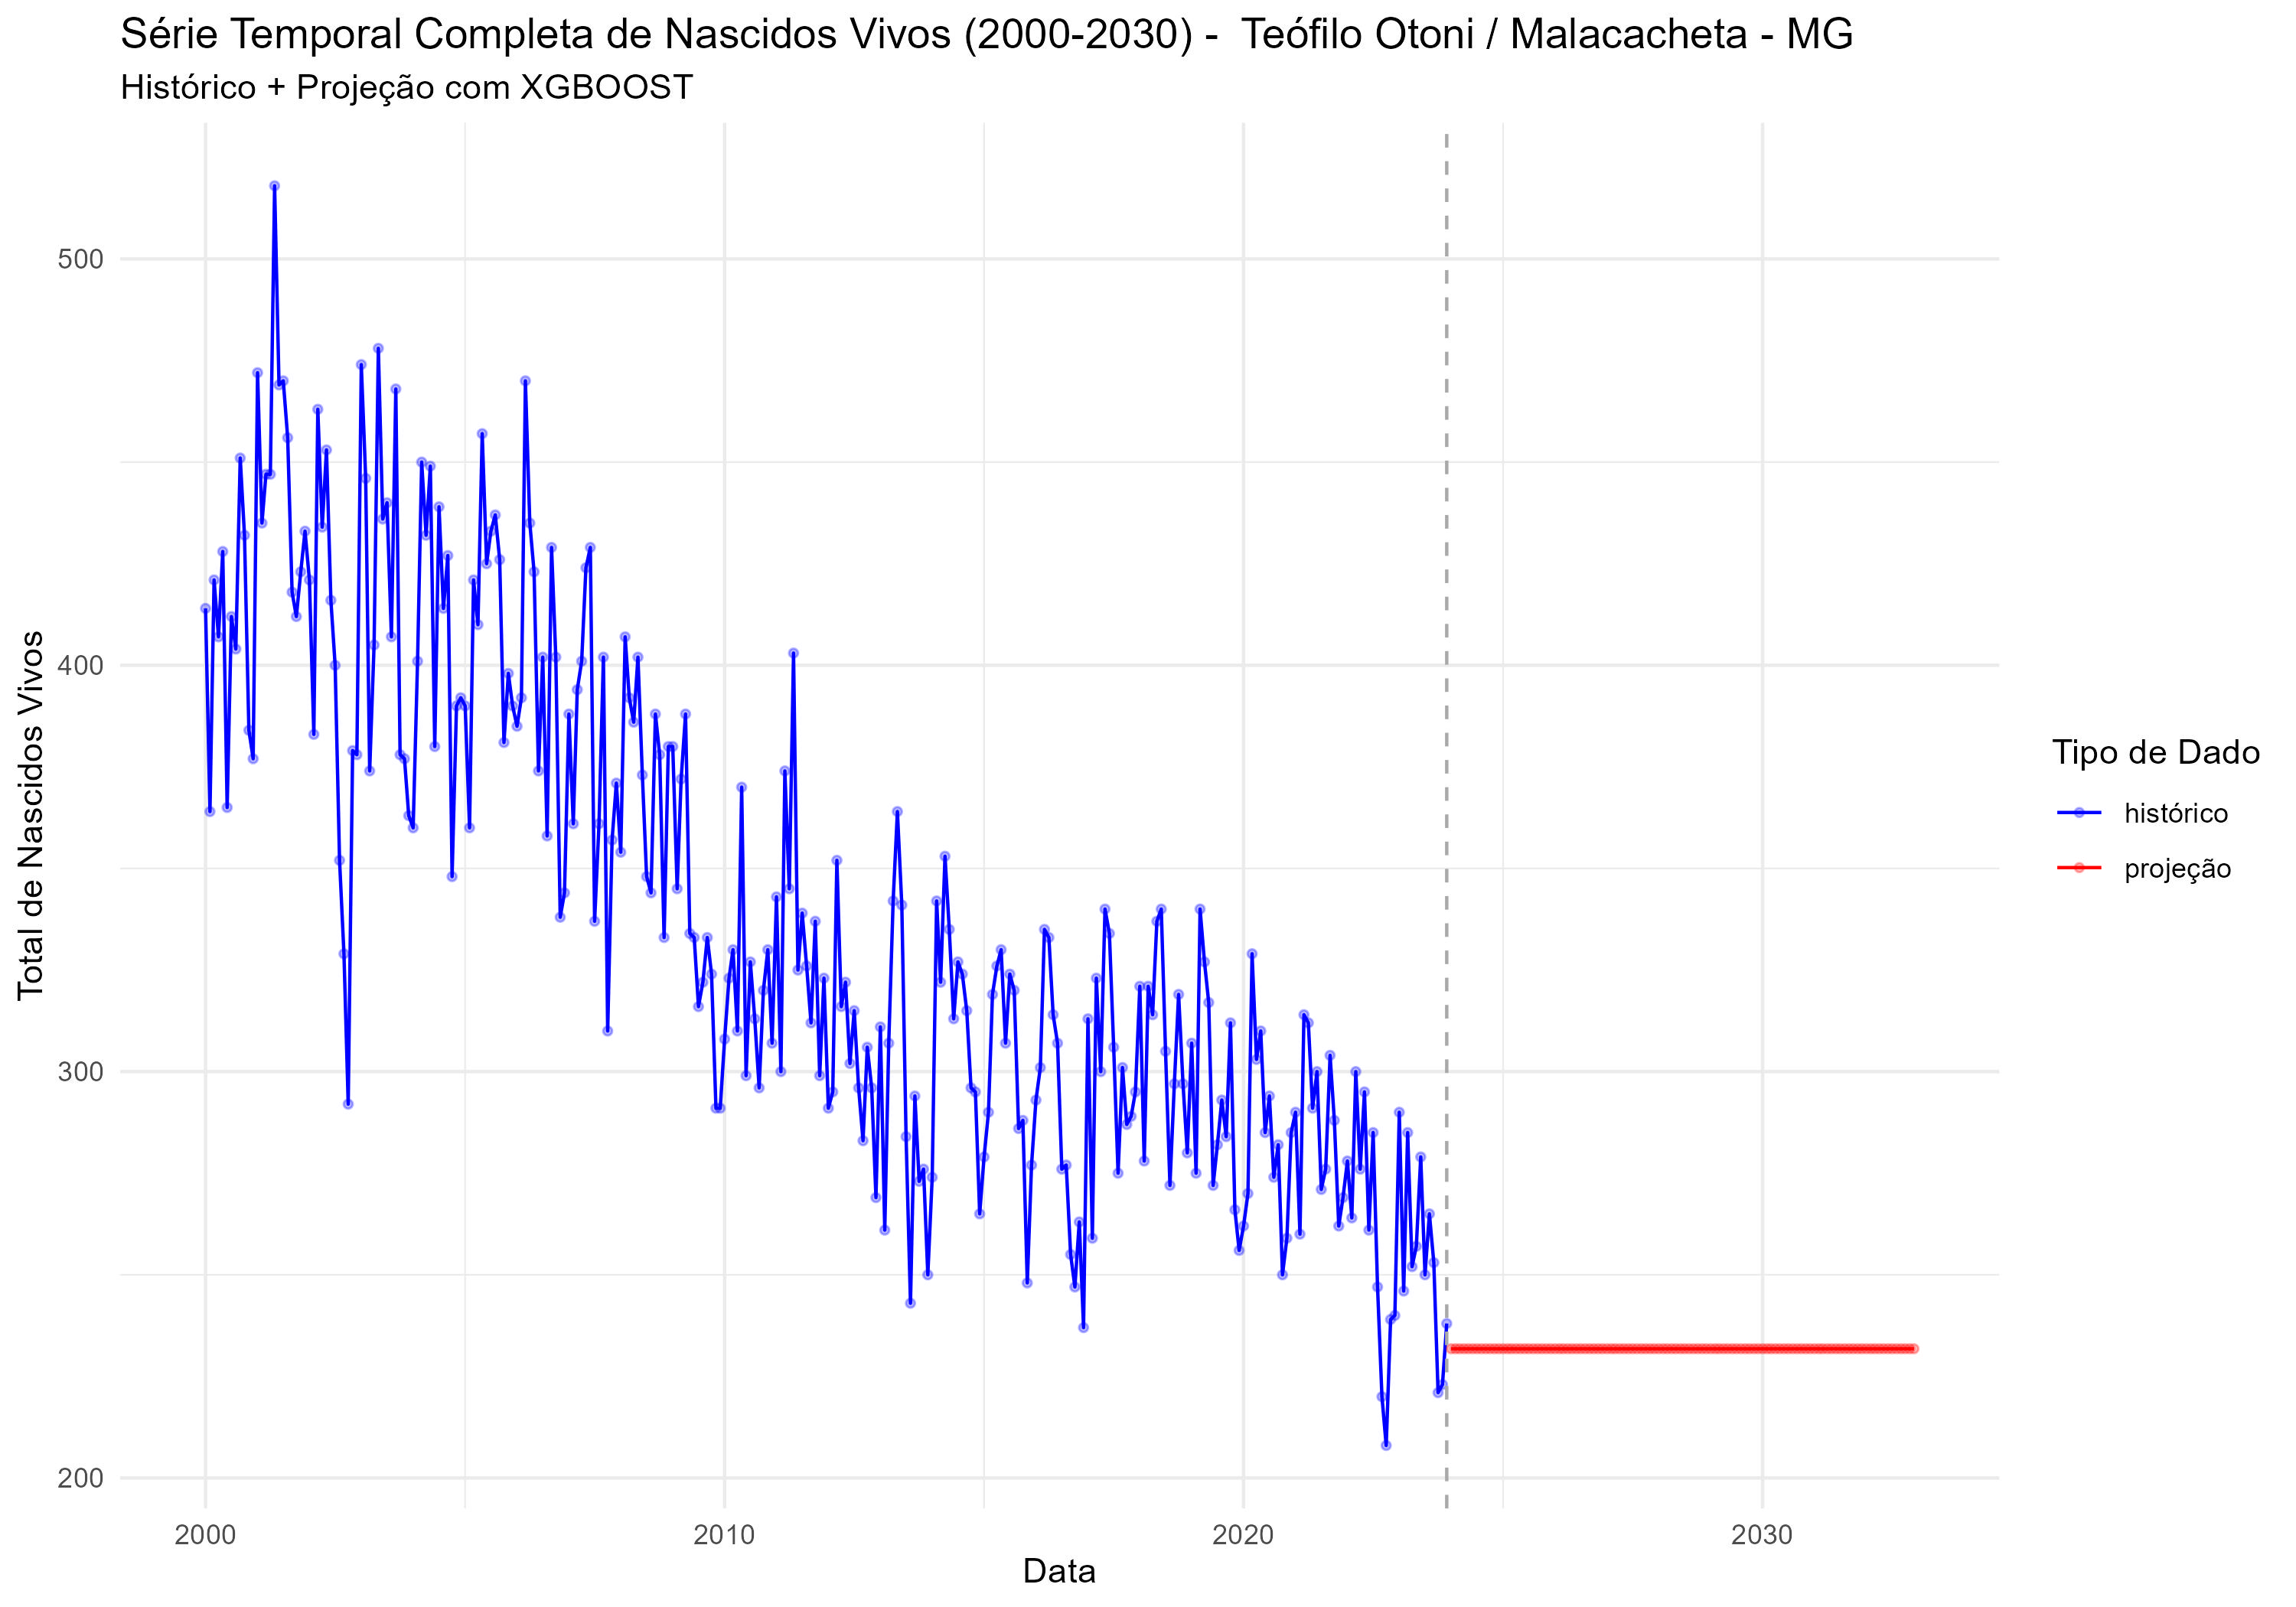 Série Temporal Completa de Nascidos Vivos (2000-2030) -  Teófilo Otoni / Malacacheta - MG
Histórico + Projeção com XGBOOST
Total de Nascidos Vivos
500
400
300
200
2000
2010
2020
2030
Data
Tipo de Dado
histórico
projeção